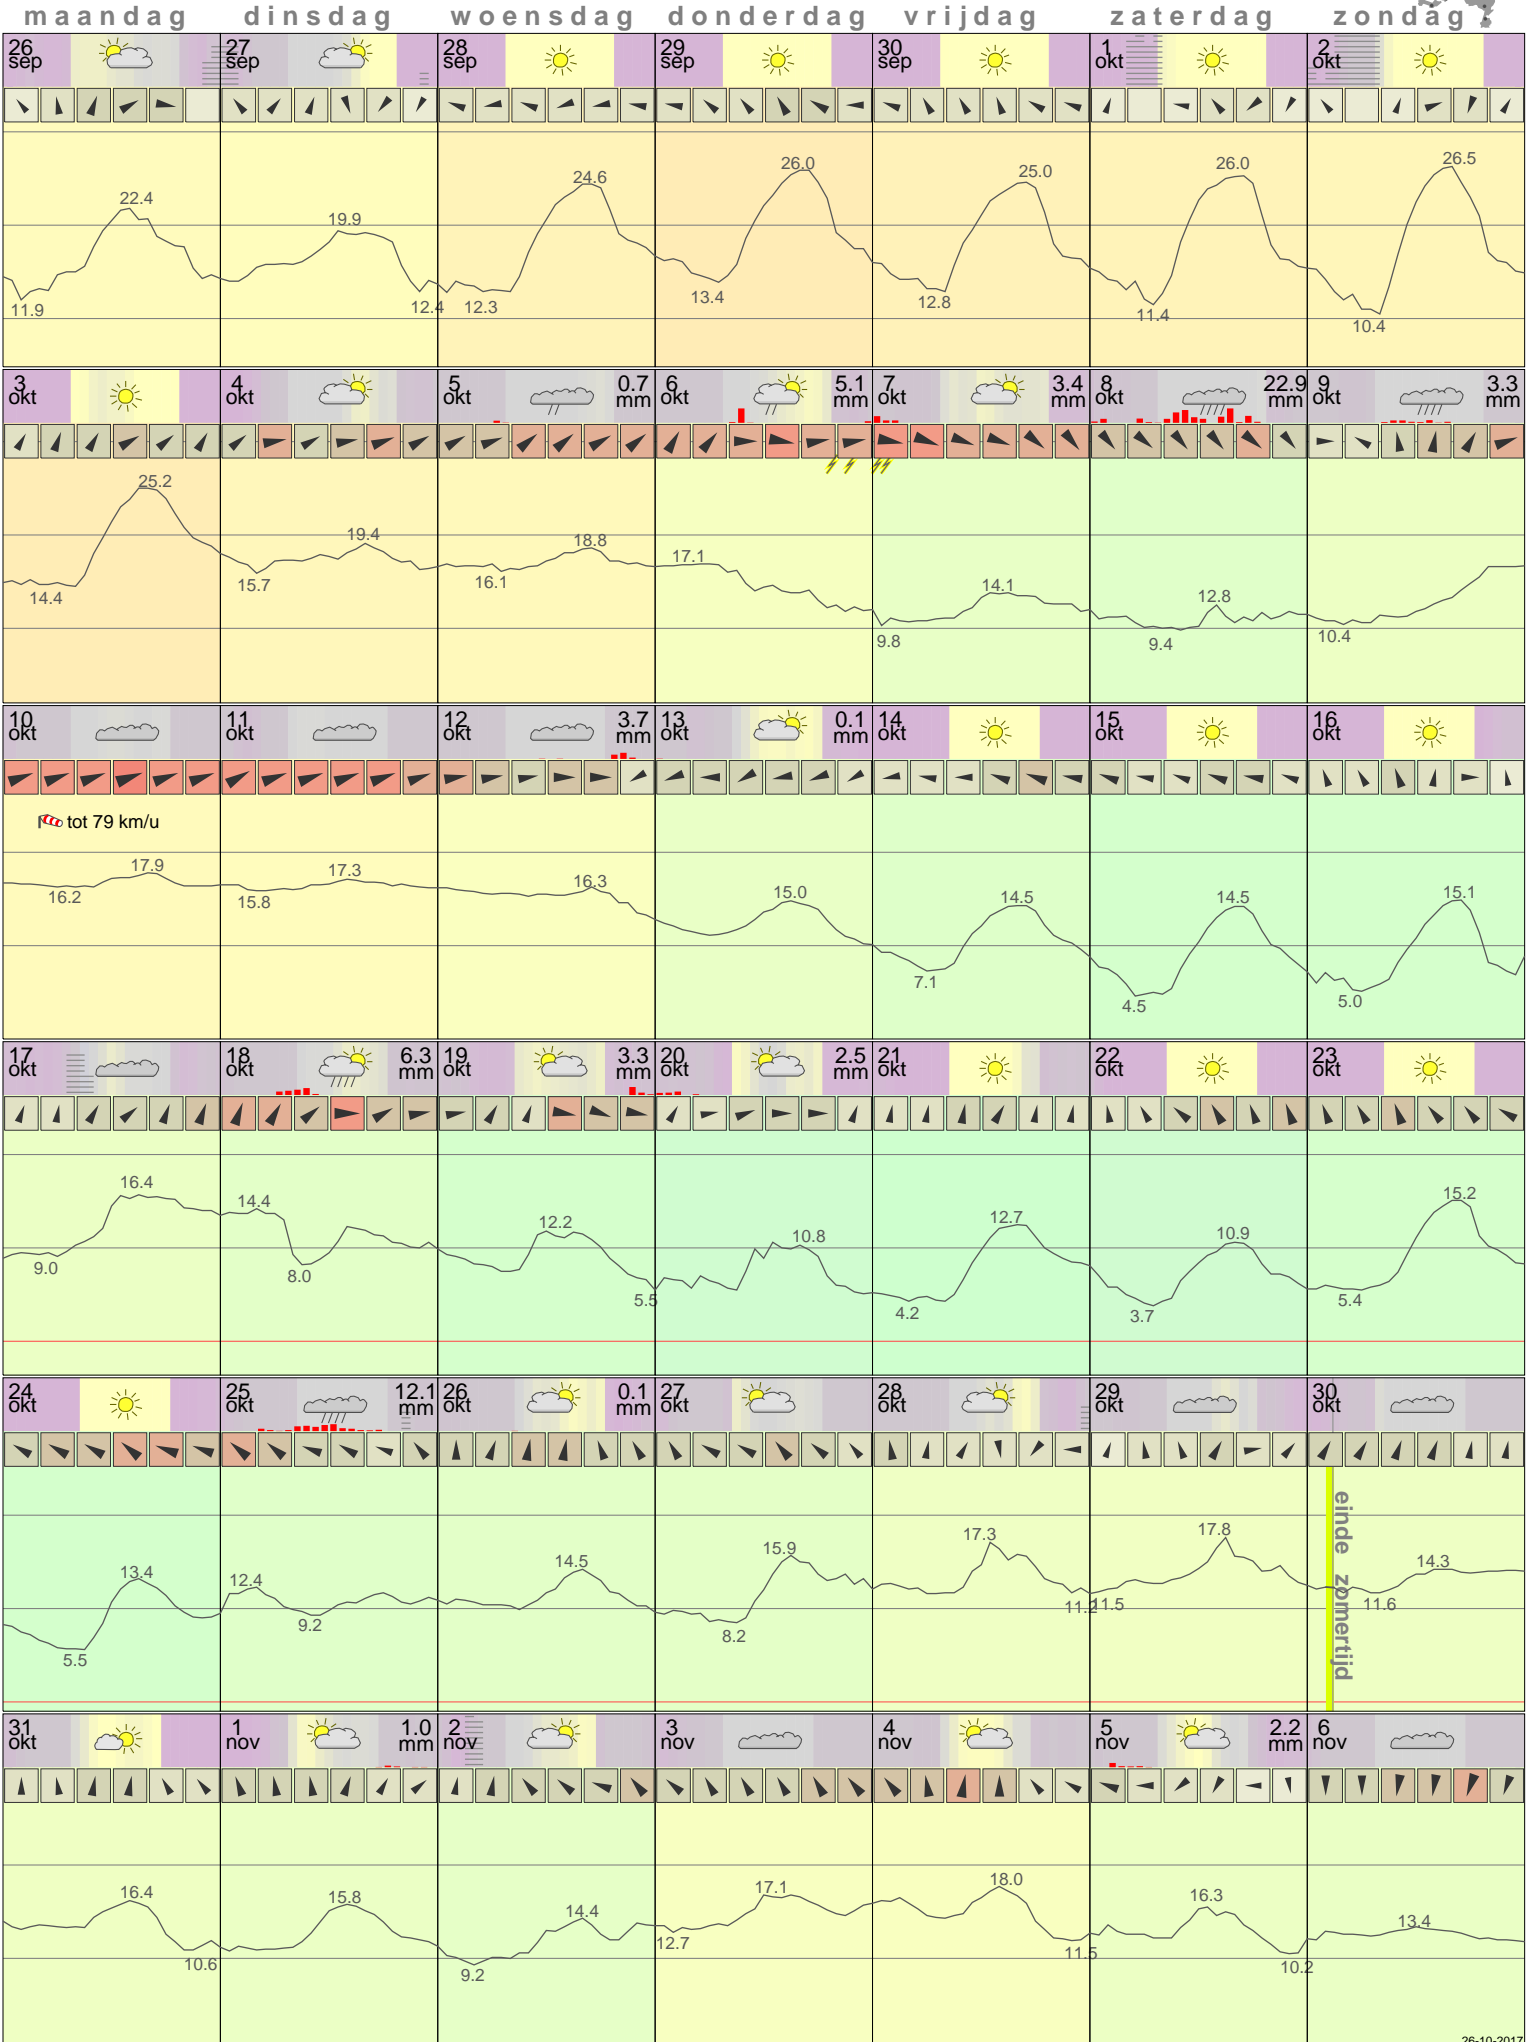 maandag dinsdag woensdag donderdag vrijdag zaterdag zondag
26 27 28 29 30 1 2
sep sep sep sep sep okt okt
22.4 19.9 24.6 26.0 25.0 26.0 26.5
11.9 12.4 12.3 13.4 12.8 11.4 10.4
3 4 5 0.7 6 5.1 7 3.4 8 22.9 9 3.3
okt okt okt mm okt mm okt mm okt mm okt mm
25.2 19.4 18.8 17.1 14.1 12.8
14.4 15.7 16.1 9.8 9.4 10.4
10 11 12 3.7 13 0.1 14 15 16
okt okt okt mm okt mm okt okt okt
tot 79 km/u
17.9 17.3 16.3 15.0 14.5 14.5 15.1
16.2 15.8 7.1 4.5 5.0
17 18 6.3 19 3.3 20 2.5 21 22 23
okt okt mm okt mm okt mm okt okt okt
16.4 14.4 12.2 10.8 12.7 10.9 15.2
9.0 8.0 5.5 4.2 3.7 5.4
24 25 12.1 26 0.1 27 28 29 30
okt okt mm okt mm okt okt okt okt
13.4 12.4 14.5 15.9 17.3 17.8 14.3
5.5 9.2 8.2 11.2 11.5 11.6
einde zomertijd
31 1 1.0 2 3 4 5 2.2 6
okt nov mm nov nov nov nov mm nov
16.4 15.8 14.4 17.1 18.0 16.3 13.4
10.6 9.2 12.7 11.5 10.2
26-10-2017